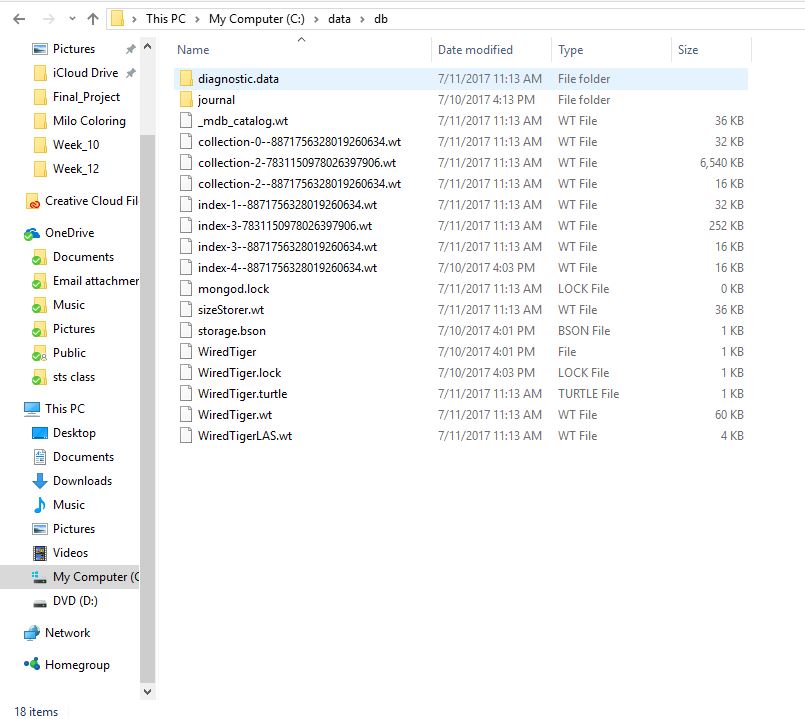 This PC > My Computer (C:) > data > db
Pictures
iCloud Drive
Final_Project
Milo Coloring
Week_10
Week_12
Creative Cloud Fil
OneDrive
Documents
Email attachmer
Music
Pictures
Public
sts class
This PC
Desktop
Documents
Downloads
Music
Pictures
Videos
My Computer (C
DVD (D:)
Network
Homegroup
Name Date modified Type Size
diagnostic.data 7/11/2017 11:13 AM File folder
journal 7/10/2017 4:13 PM File folder
_mdb_catalog.wt 7/11/2017 11:13 AM WT File 36 KB
collection-0--8871756328019260634.wt 7/11/2017 11:13 AM WT File 32 KB
collection-2-7831150978026397906.wt 7/11/2017 11:13 AM WT File 6,540 KB
collection-2--8871756328019260634.wt 7/11/2017 11:13 AM WT File 16 KB
index-1--8871756328019260634.wt 7/11/2017 11:13 AM WT File 32 KB
index-3-7831150978026397906.wt 7/11/2017 11:13 AM WT File 252 KB
index-3--8871756328019260634.wt 7/11/2017 11:13 AM WT File 16 KB
index-4--8871756328019260634.wt 7/10/2017 4:03 PM WT File 16 KB
mongod.lock 7/11/2017 11:13 AM LOCK File 0 KB
sizeStorer.wt 7/11/2017 11:13 AM WT File 36 KB
storage.bson 7/10/2017 4:01 PM BSON File 1 KB
WiredTiger 7/10/2017 4:01 PM File 1 KB
WiredTiger.lock 7/10/2017 4:03 PM LOCK File 1 KB
WiredTiger.turtle 7/11/2017 11:13 AM TURTLE File 1 KB
WiredTiger.wt 7/11/2017 11:13 AM WT File 60 KB
WiredTigerLAS.wt 7/11/2017 11:13 AM WT File 4 KB
18 items